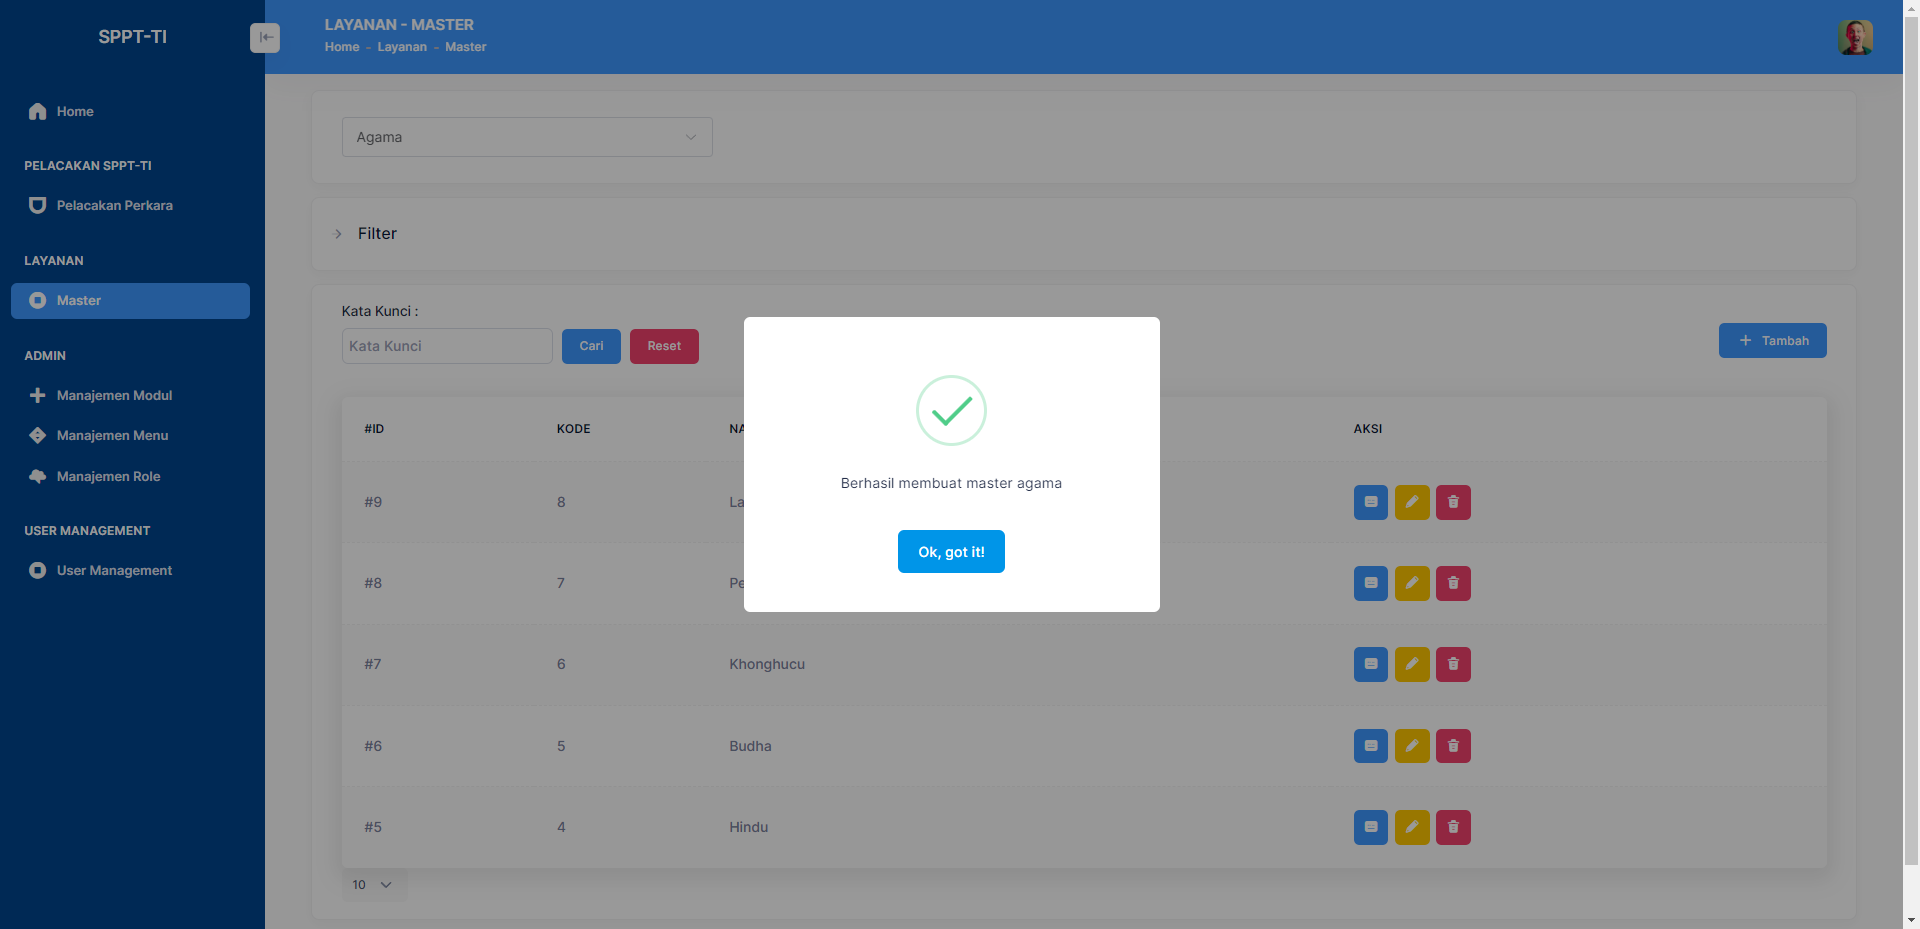 SPPT-TI
LAYANAN - MASTER
Home - Layanan - Master
Home
PELACAKAN SPPT-TI
Pelacakan Perkara
LAYANAN
Master
ADMIN
Manajemen Modul
Manajemen Menu
Manajemen Role
USER MANAGEMENT
User Management
Agama
Filter
Kata Kunci :
Kata Kunci
Cari
Reset
Tambah
#ID KODE NA AKSI
#9 8 La
#8 7 Pe
#7 6 Khonghucu
#6 5 Budha
#5 4 Hindu
10
Berhasil membuat master agama
Ok, got it!